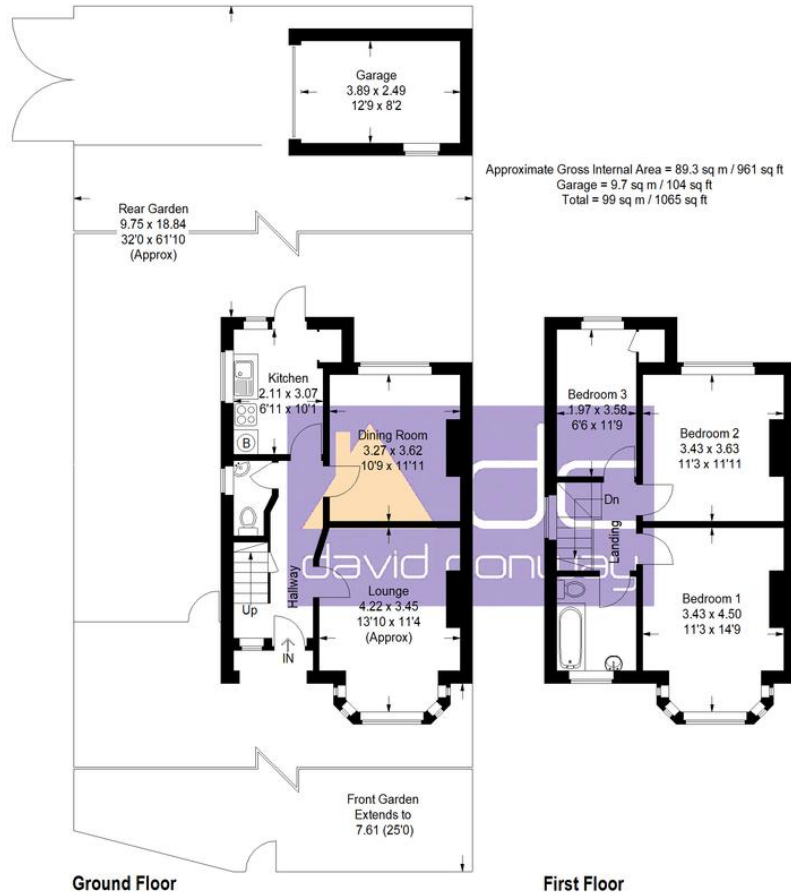 Garage
3.89 x 2.49
12'9 x 8'2
Approximate Gross Internal Area = 89.3 sq m / 961 sq ft
Garage = 9.7 sq m / 104 sq ft
Total = 99 sq m / 1065 sq ft
Rear Garden
9.75 x 18.84
32'0 x 61'10
(Approx)
Kitchen
2.11 x 3.07
6'11 x 10'1
B
Dining Room
3.27 x 3.62
10'9 x 11'11
Hallway
Up
IN
Lounge
4.22 x 3.45
13'10 x 11'4
(Approx)
Bedroom 3
1.97 x 3.58
6'6 x 11'9
Bedroom 2
3.43 x 3.63
11'3 x 11'11
Dn
Landing
Bedroom 1
3.43 x 4.50
11'3 x 14'9
dc
david conway
Front Garden
Extends to
7.61 (25'0)
Ground Floor
First Floor